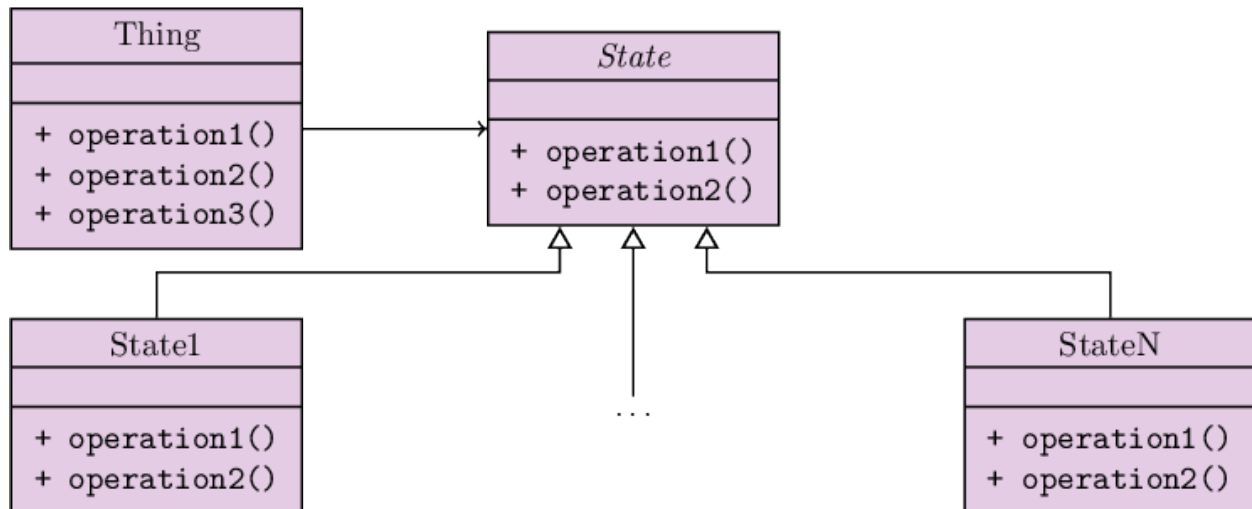 Thing
+ operation1()
+ operation2()
+ operation3()
State
+ operation1()
+ operation2()
State1
+ operation1()
+ operation2()
...
StateN
+ operation1()
+ operation2()